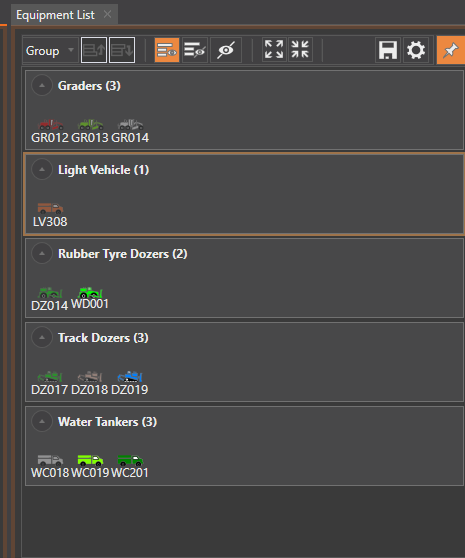 Equipment List
Group
Graders (3)
GR012 GR013 GR014
Light Vehicle (1)
LV308
Rubber Tyre Dozers (2)
DZ014 WD001
Track Dozers (3)
DZ017 DZ018 DZ019
Water Tankers (3)
WC018 WC019 WC201